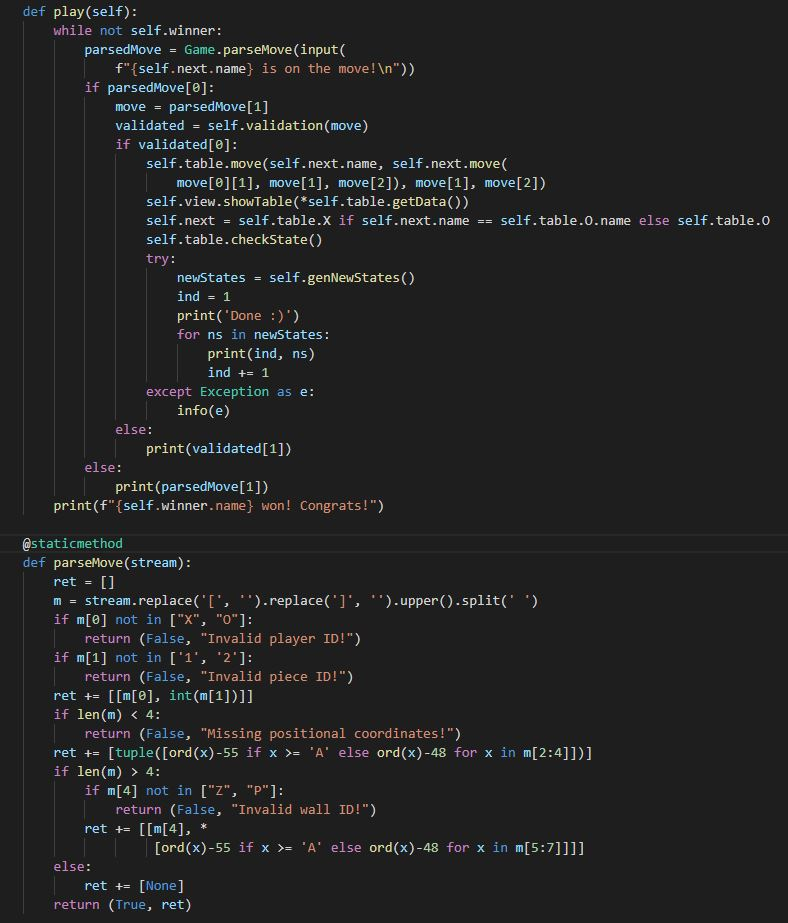 def play(self):
    while not self.winner:
        parsedMove = Game.parseMove(input(
            f"{self.next.name} is on the move!\n"))
        if parsedMove[0]:
            move = parsedMove[1]
            validated = self.validation(move)
            if validated[0]:
                self.table.move(self.next.name, self.next.move(
                    move[0][1], move[1], move[2]), move[1], move[2])
                self.view.showTable(*self.table.getData())
                self.next = self.table.X if self.next.name == self.table.O.name else self.table.O
                self.table.checkState()
                try:
                    newStates = self.genNewStates()
                    ind = 1
                    print('Done :)')
                    for ns in newStates:
                        print(ind, ns)
                        ind += 1
                except Exception as e:
                    info(e)
            else:
                print(validated[1])
        else:
            print(parsedMove[1])
    print(f"{self.winner.name} won! Congrats!")

@staticmethod
def parseMove(stream):
    ret = []
    m = stream.replace('[', '').replace(']', '').upper().split(' ')
    if m[0] not in ["X", "O"]:
        return (False, "Invalid player ID!")
    if m[1] not in ['1', '2']:
        return (False, "Invalid piece ID!")
    ret += [[m[0], int(m[1])]]
    if len(m) < 4:
        return (False, "Missing positional coordinates!")
    ret += [tuple([ord(x)-55 if x >= 'A' else ord(x)-48 for x in m[2:4]])]
    if len(m) > 4:
        if m[4] not in ["Z", "P"]:
            return (False, "Invalid wall ID!")
        ret += [[m[4], *
                 [ord(x)-55 if x >= 'A' else ord(x)-48 for x in m[5:7]]]]
    else:
        ret += [None]
    return (True, ret)